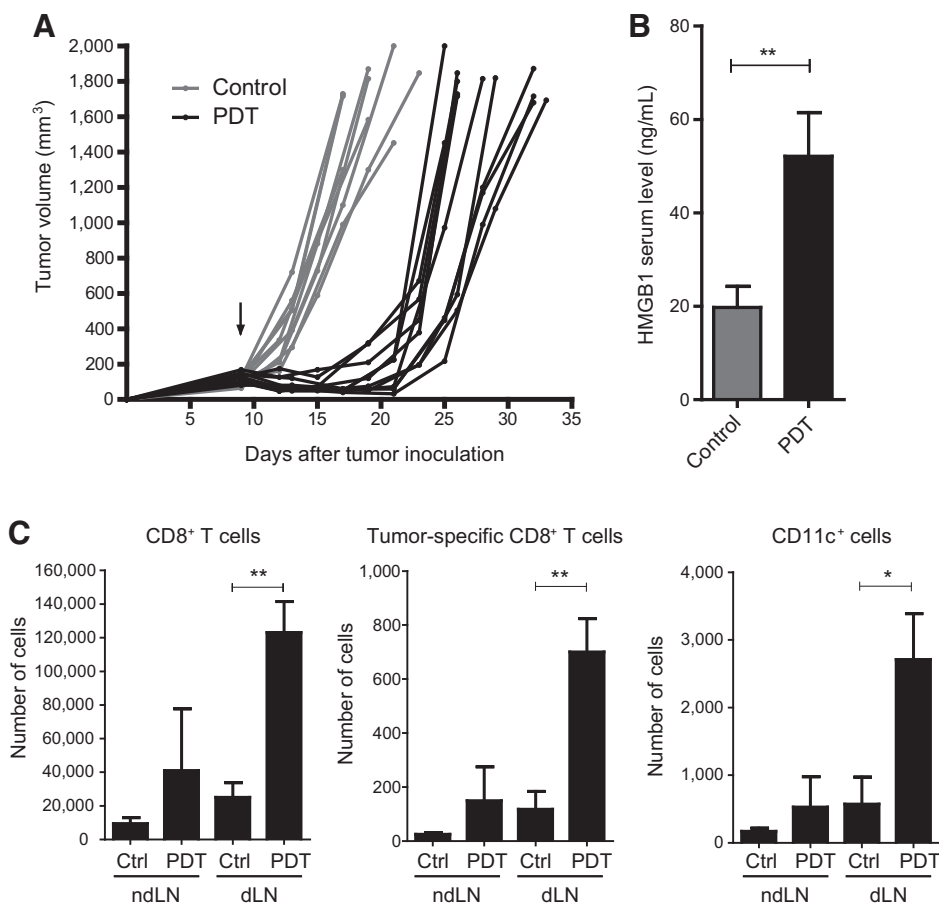 A
Tumor volume (mm³)
2,000
1,800
1,600
1,400
1,200
1,000
800
600
400
200
0
Control
PDT
5 10 15 20 25 30 35
Days after tumor inoculation
B
HMGB1 serum level (ng/mL)
80
60
40
20
0
**
Control PDT
C
CD8⁺ T cells
Number of cells
160,000
140,000
120,000
100,000
80,000
60,000
40,000
20,000
0
**
Ctrl PDT Ctrl PDT
ndLN dLN
Tumor-specific CD8⁺ T cells
Number of cells
1,000
800
600
400
200
0
**
Ctrl PDT Ctrl PDT
ndLN dLN
CD11c⁺ cells
Number of cells
4,000
3,000
2,000
1,000
0
*
Ctrl PDT Ctrl PDT
ndLN dLN